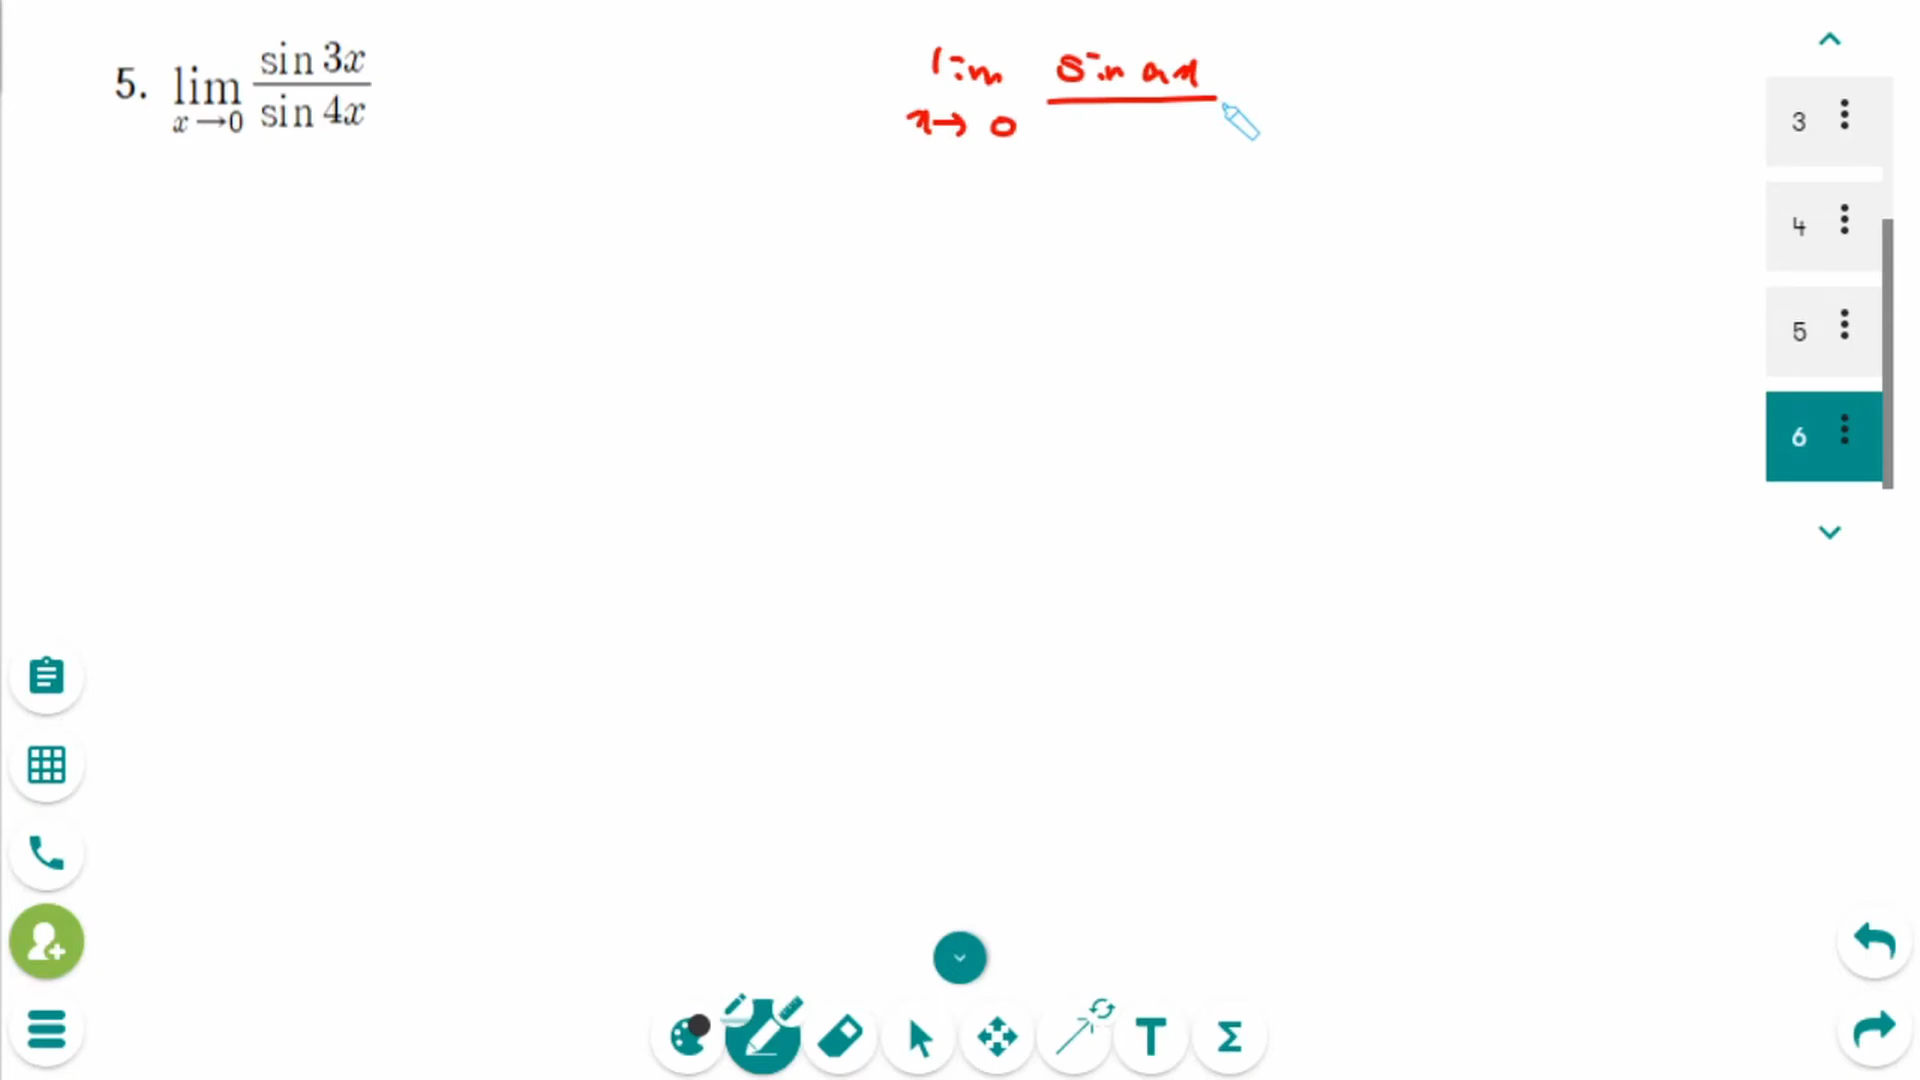 5. lim x→0 sin 3x / sin 4x
lim x→0 sin ax
3
4
5
6
T
Σ